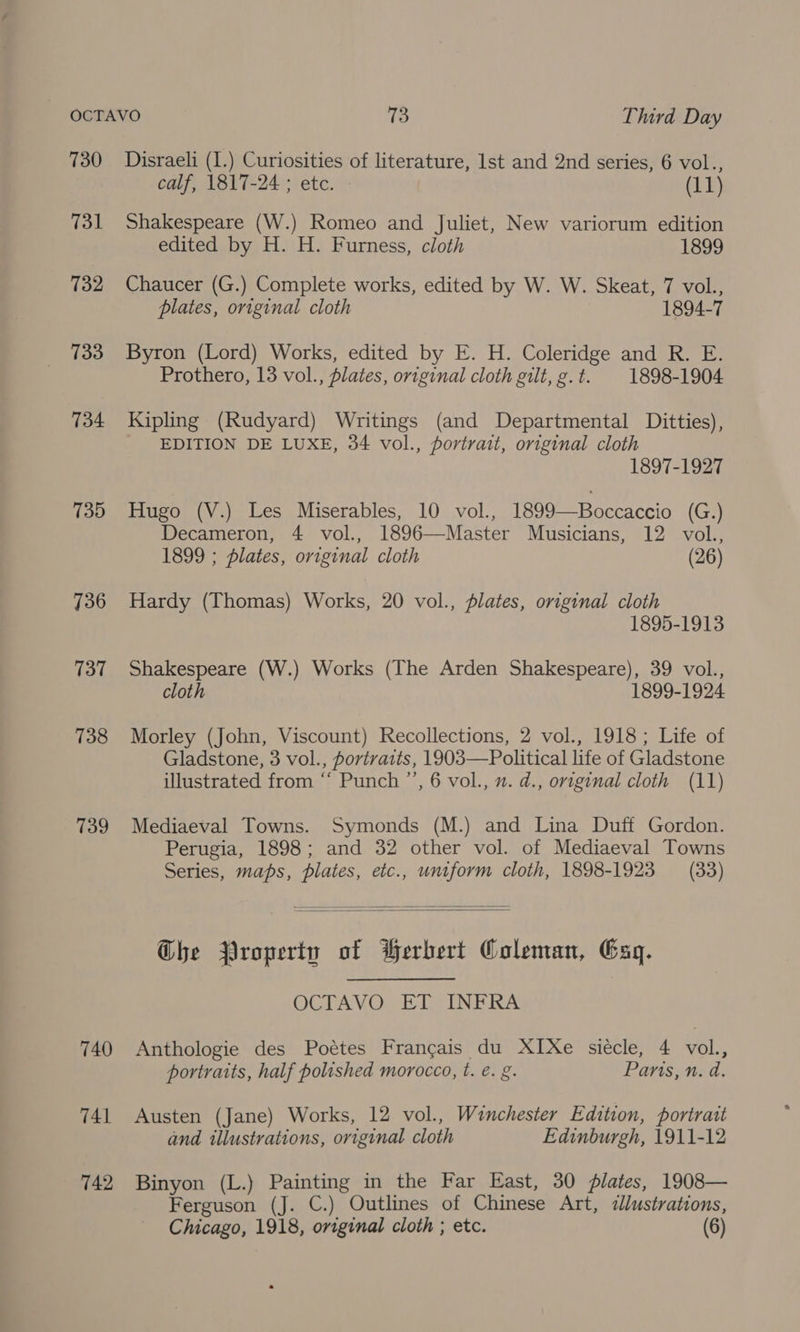 OCTAVO 73 Third Day
730 Disraeli (I.) Curiosities of literature, 1st and 2nd series, 6 vol.,
calf, 1817-24 ; etc. (11)
731 Shakespeare (W.) Romeo and Juliet, New variorum edition
edited by H. H. Furness, cloth 1899
732 Chaucer (G.) Complete works, edited by W. W. Skeat, 7 vol.,
plates, original cloth 1894-7
733 Byron (Lord) Works, edited by E. H. Coleridge and R. E.
Prothero, 13 vol., plates, original cloth gilt, g. t. 1898-1904
734 Kipling (Rudyard) Writings (and Departmental Ditties),
EDITION DE LUXE, 34 vol., portrait, original cloth
1897-1927
735 Hugo (V.) Les Miserables, 10 vol., 1899—Boccaccio (G.)
Decameron, 4 vol., 1896—Master Musicians, 12 vol.,
1899 ; plates, original cloth (26)
736 Hardy (Thomas) Works, 20 vol., plates, original cloth
1895-1913
737 Shakespeare (W.) Works (The Arden Shakespeare), 39 vol.,
cloth 1899-1924
738 Morley (John, Viscount) Recollections, 2 vol., 1918 ; Life of
Gladstone, 3 vol., portraits, 1903—Political life of Gladstone
illustrated from “ Punch ”, 6 vol., n. d., original cloth (11)
739 Mediaeval Towns. Symonds (M.) and Lina Duff Gordon.
Perugia, 1898 ; and 32 other vol. of Mediaeval Towns
Series, maps, plates, etc., uniform cloth, 1898-1923 (33)
The Property of Herbert Coleman, Esq.
OCTAVO ET INFRA
740 Anthologie des Poètes Français du XIXe siécle, 4 vol.,
portraits, half polished morocco, t. e. g. Paris, n. d.
741 Austen (Jane) Works, 12 vol., Winchester Edition, portrait
and illustrations, original cloth Edinburgh, 1911-12
742 Binyon (L.) Painting in the Far East, 30 plates, 1908—
Ferguson (J. C.) Outlines of Chinese Art, illustrations,
Chicago, 1918, original cloth ; etc. (6)